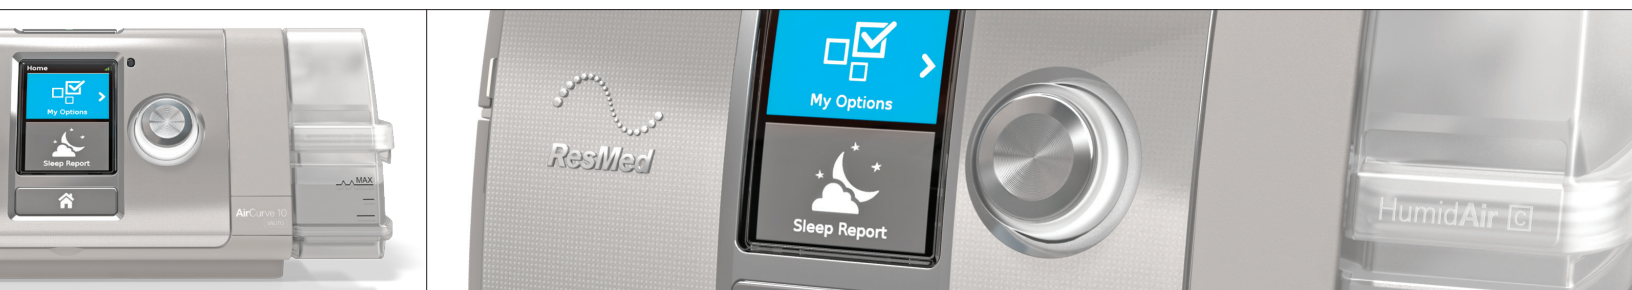 Home
My Options
Sleep Report
MAX
AirCurve 10
My Options
ResMed
Sleep Report
HumidAir C